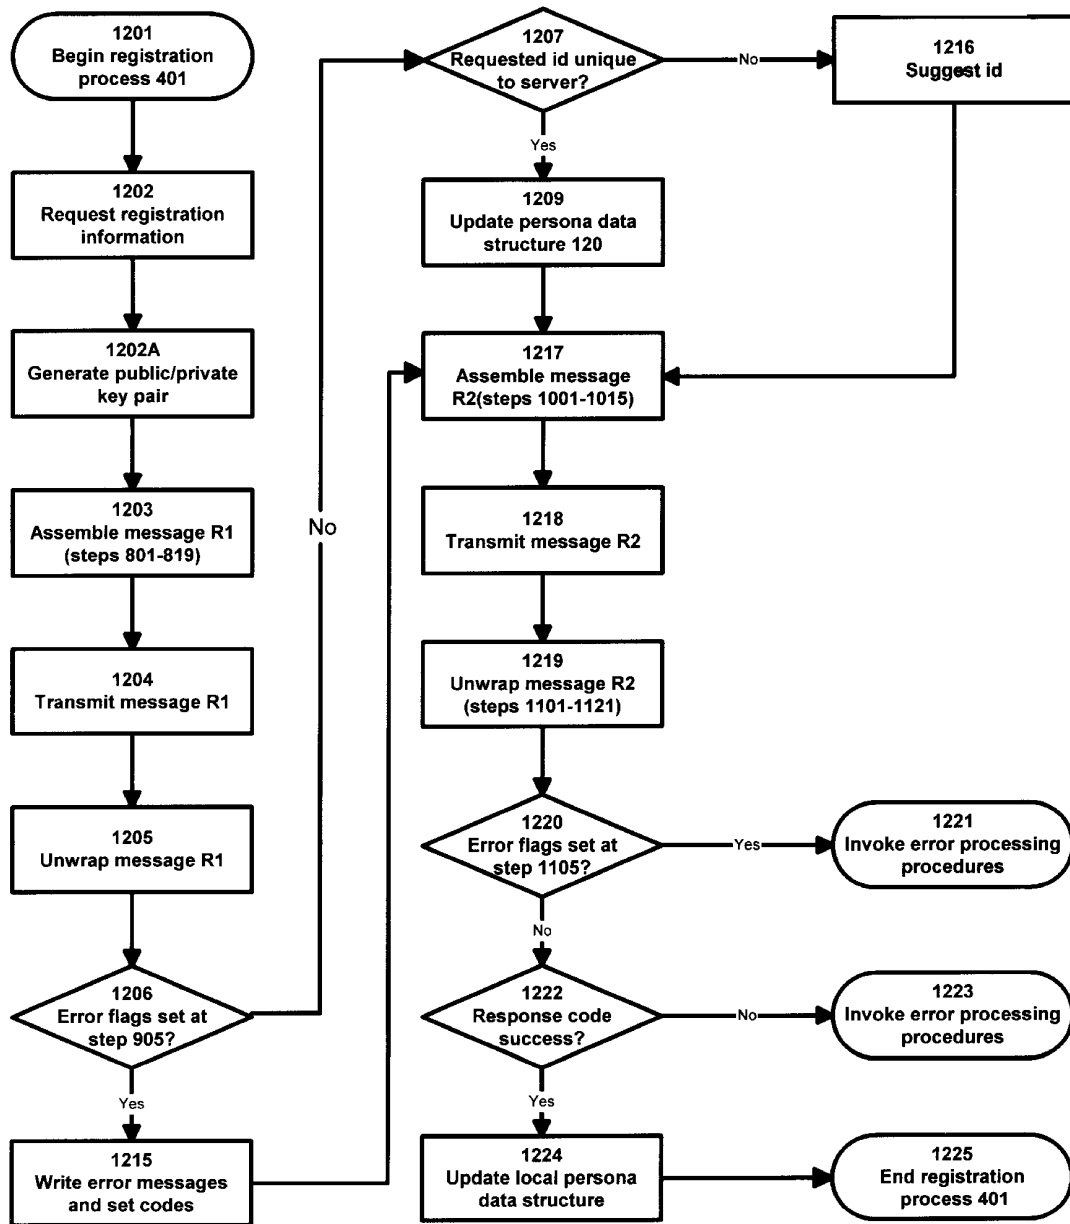 1201
Begin registration
process 401
1202
Request registration
information
1202A
Generate public/private
key pair
1203
Assemble message R1
(steps 801-819)
1204
Transmit message R1
1205
Unwrap message R1
1206
Error flags set at
step 905?
Yes
1215
Write error messages
and set codes
No
1207
Requested id unique
to server?
No
1216
Suggest id
Yes
1209
Update persona data
structure 120
1217
Assemble message
R2(steps 1001-1015)
1218
Transmit message R2
1219
Unwrap message R2
(steps 1101-1121)
1220
Error flags set at
step 1105?
Yes
1221
Invoke error processing
procedures
No
1222
Response code
success?
No
1223
Invoke error processing
procedures
Yes
1224
Update local persona
data structure
1225
End registration
process 401